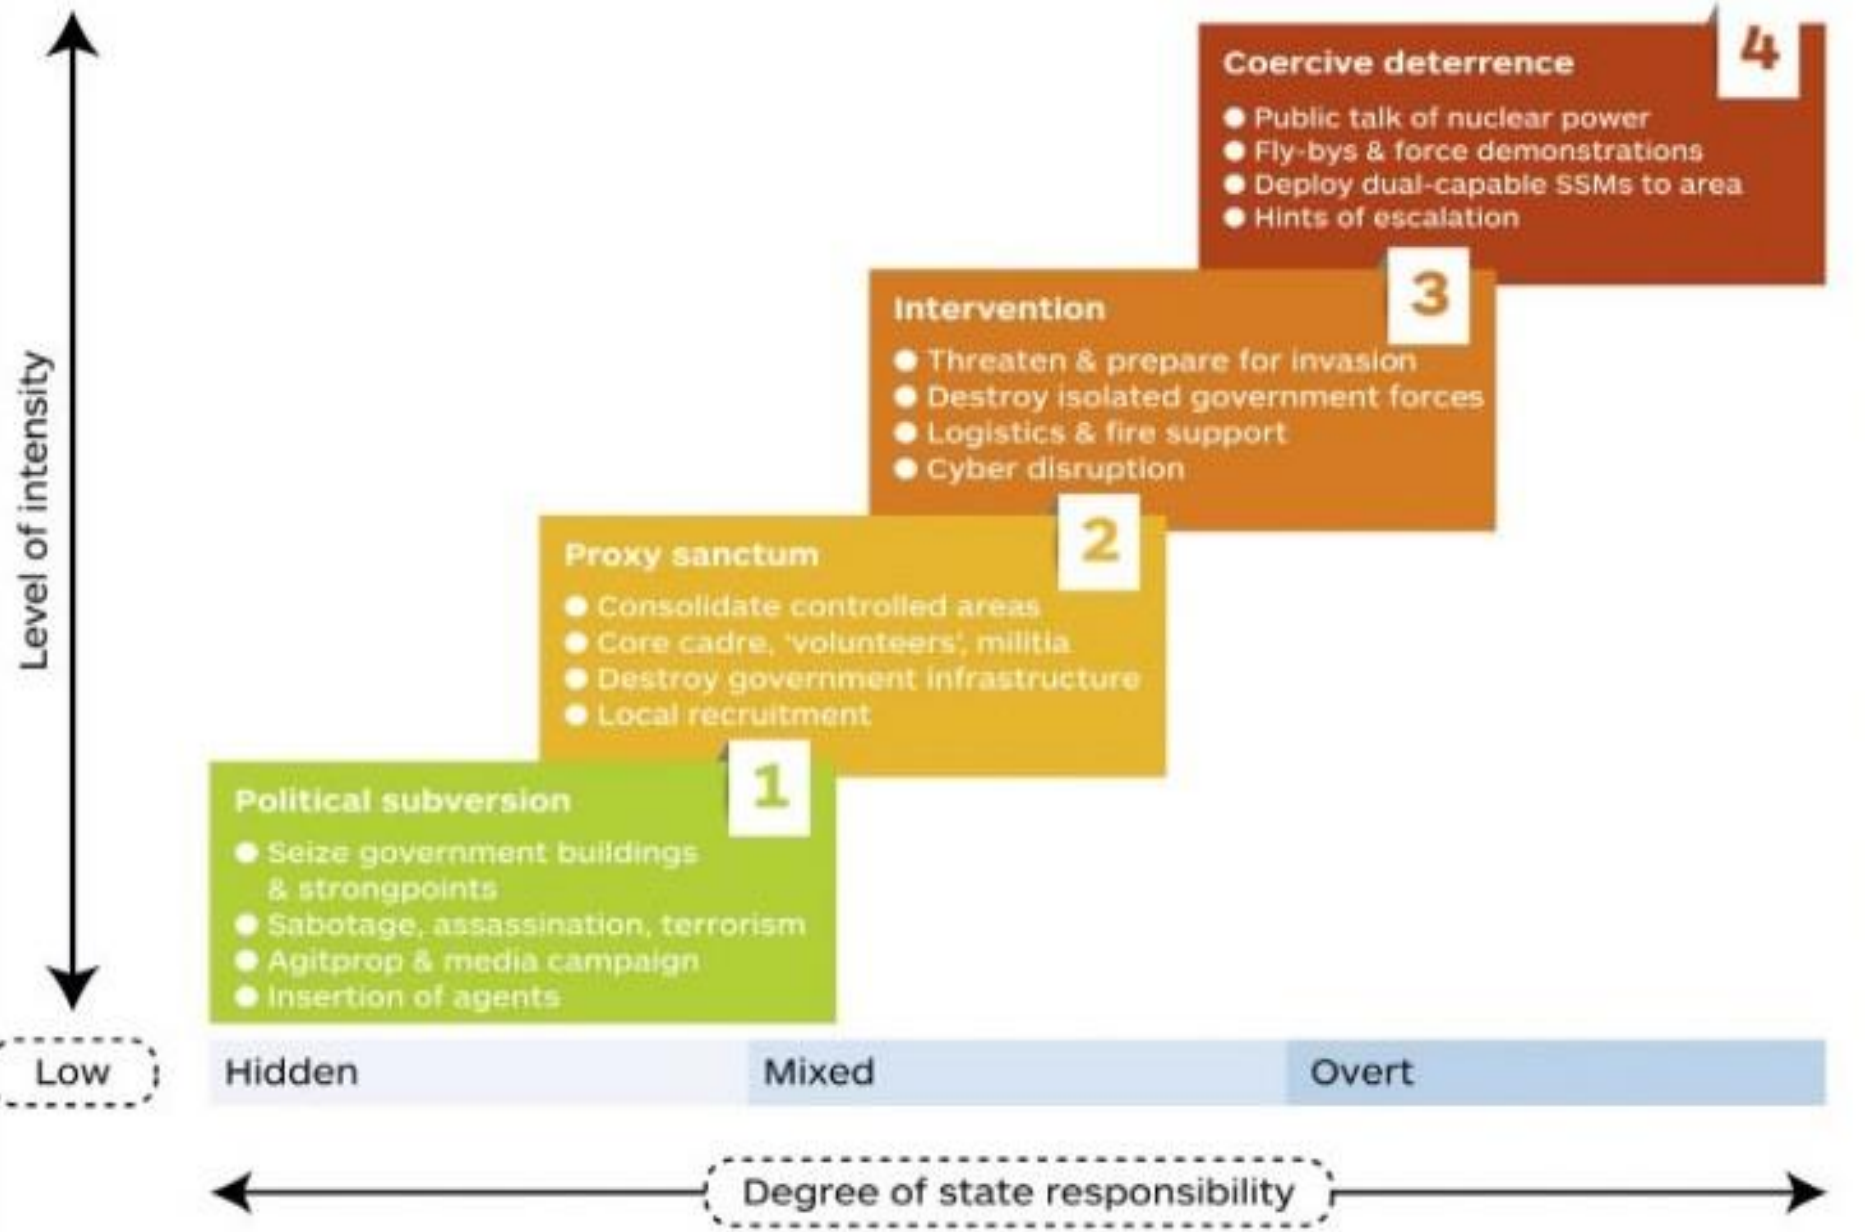 4
Coercive deterrence
● Public talk of nuclear power
● Fly-bys & force demonstrations
● Deploy dual-capable SSMs to area
● Hints of escalation
3
Intervention
● Threaten & prepare for invasion
● Destroy isolated government forces
● Logistics & fire support
● Cyber disruption
2
Proxy sanctum
● Consolidate controlled areas
● Core cadre, 'volunteers', militia
● Destroy government infrastructure
● Local recruitment
1
Political subversion
● Seize government buildings
& strongpoints
● Sabotage, assassination, terrorism
● Agitprop & media campaign
● Insertion of agents
Level of intensity
Low
Hidden
Mixed
Overt
Degree of state responsibility